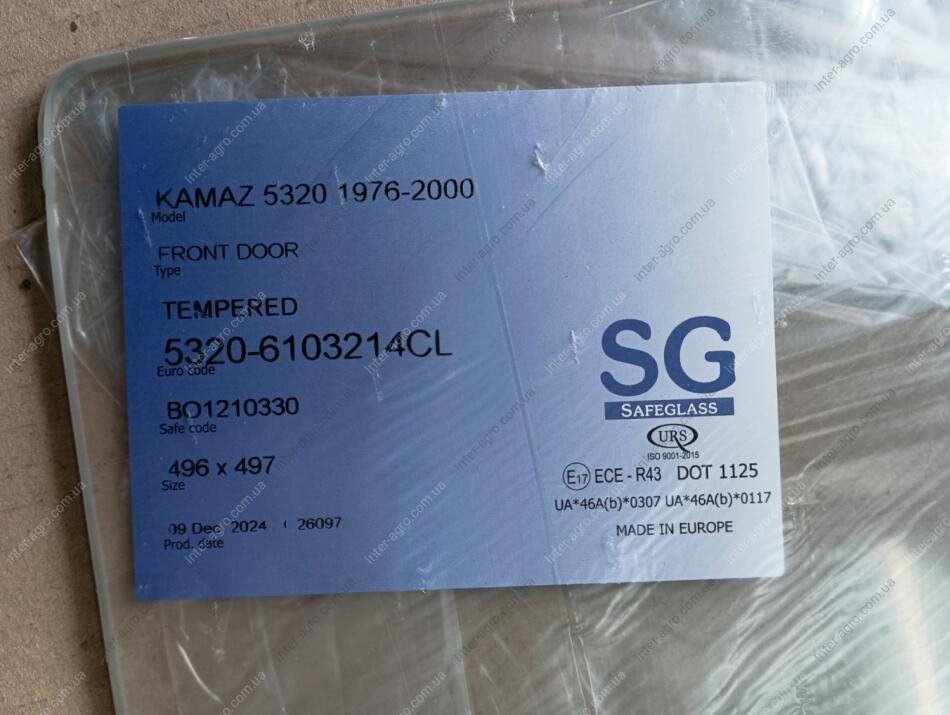 KAMAZ 5320 1976-2000
Model
FRONT DOOR
Type
TEMPERED
5320-6103214CL
Euro code
BO1210330
Safe code
496 x 497
Size
09 Dec 2024 26097
Prod. date
SG
SAFEGLASS
URS
ISO 9001-2015
E17 ECE - R43 DOT 1125
UA*46A(b)*0307 UA*46A(b)*0117
MADE IN EUROPE
inter-agro.com.ua